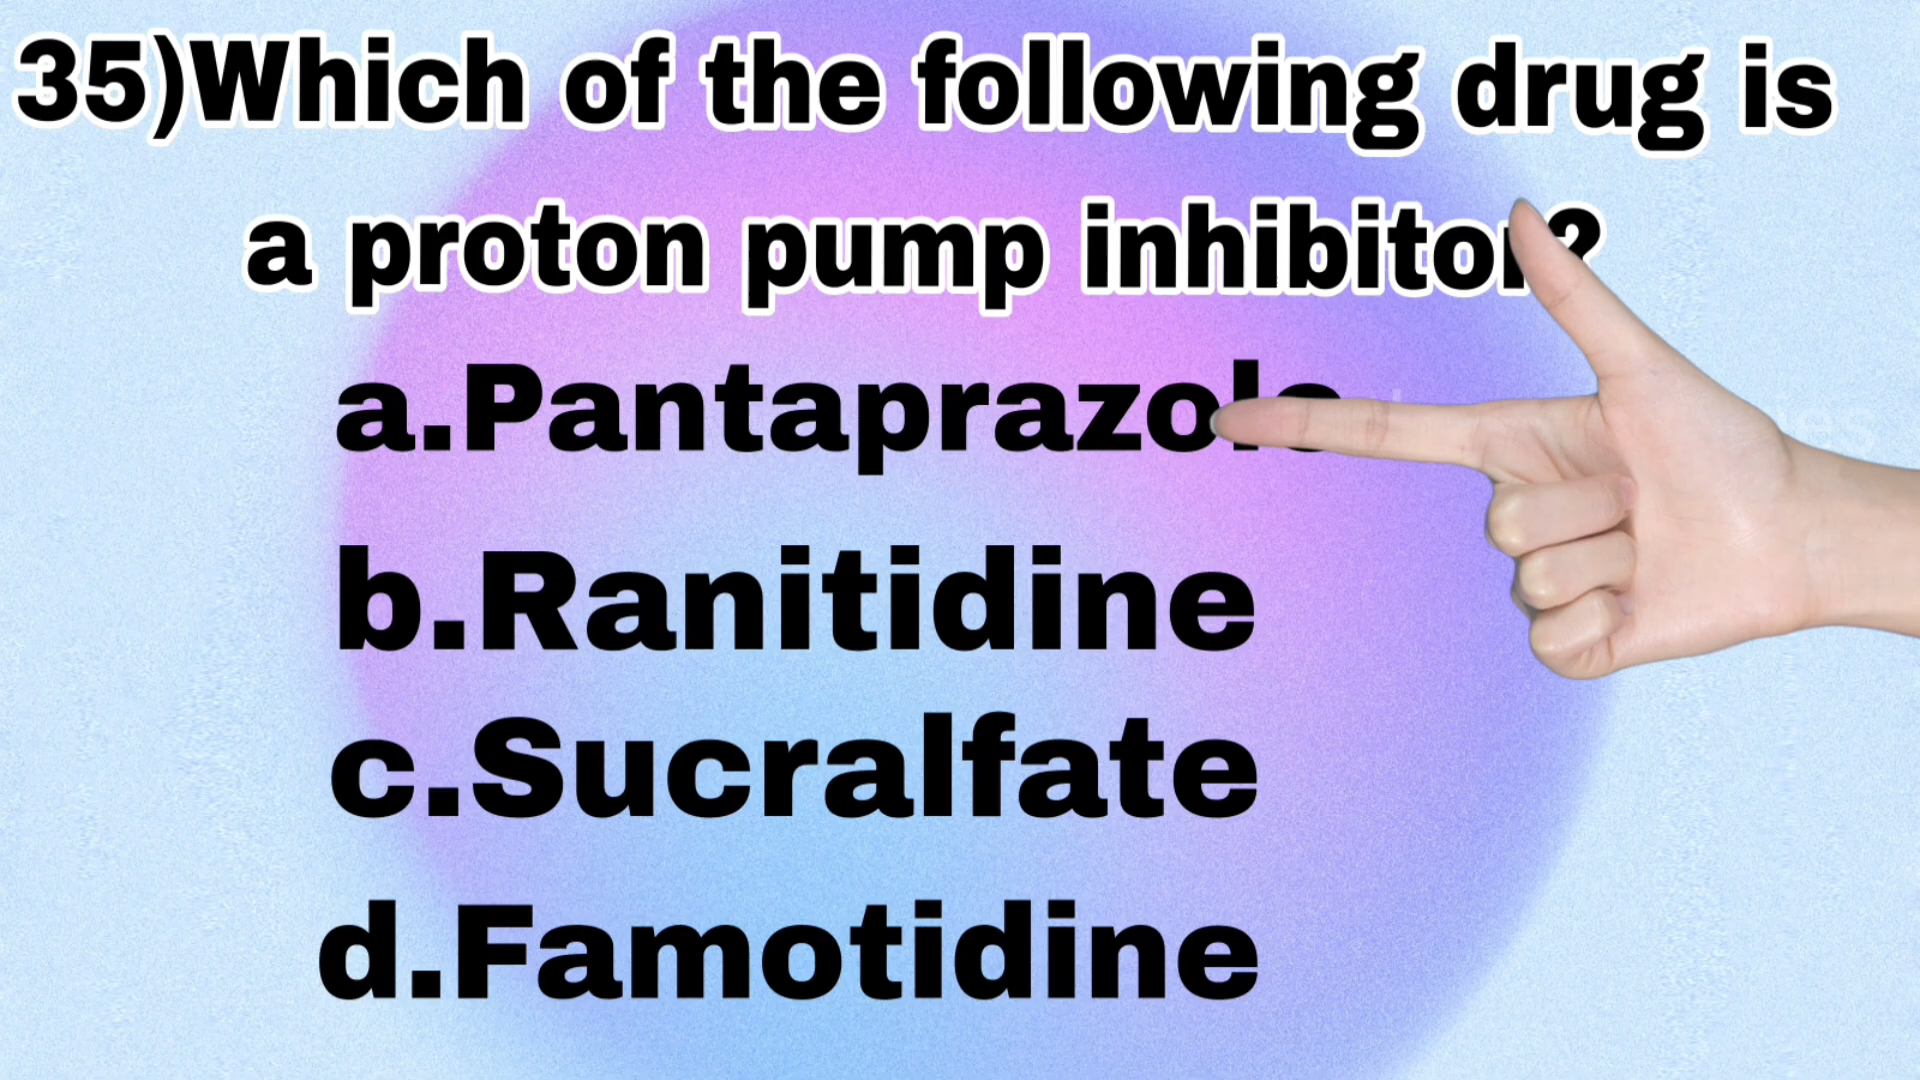 35)Which of the following drug is
a proton pump inhibitor?
a.Pantaprazole
b.Ranitidine
c.Sucralfate
d.Famotidine